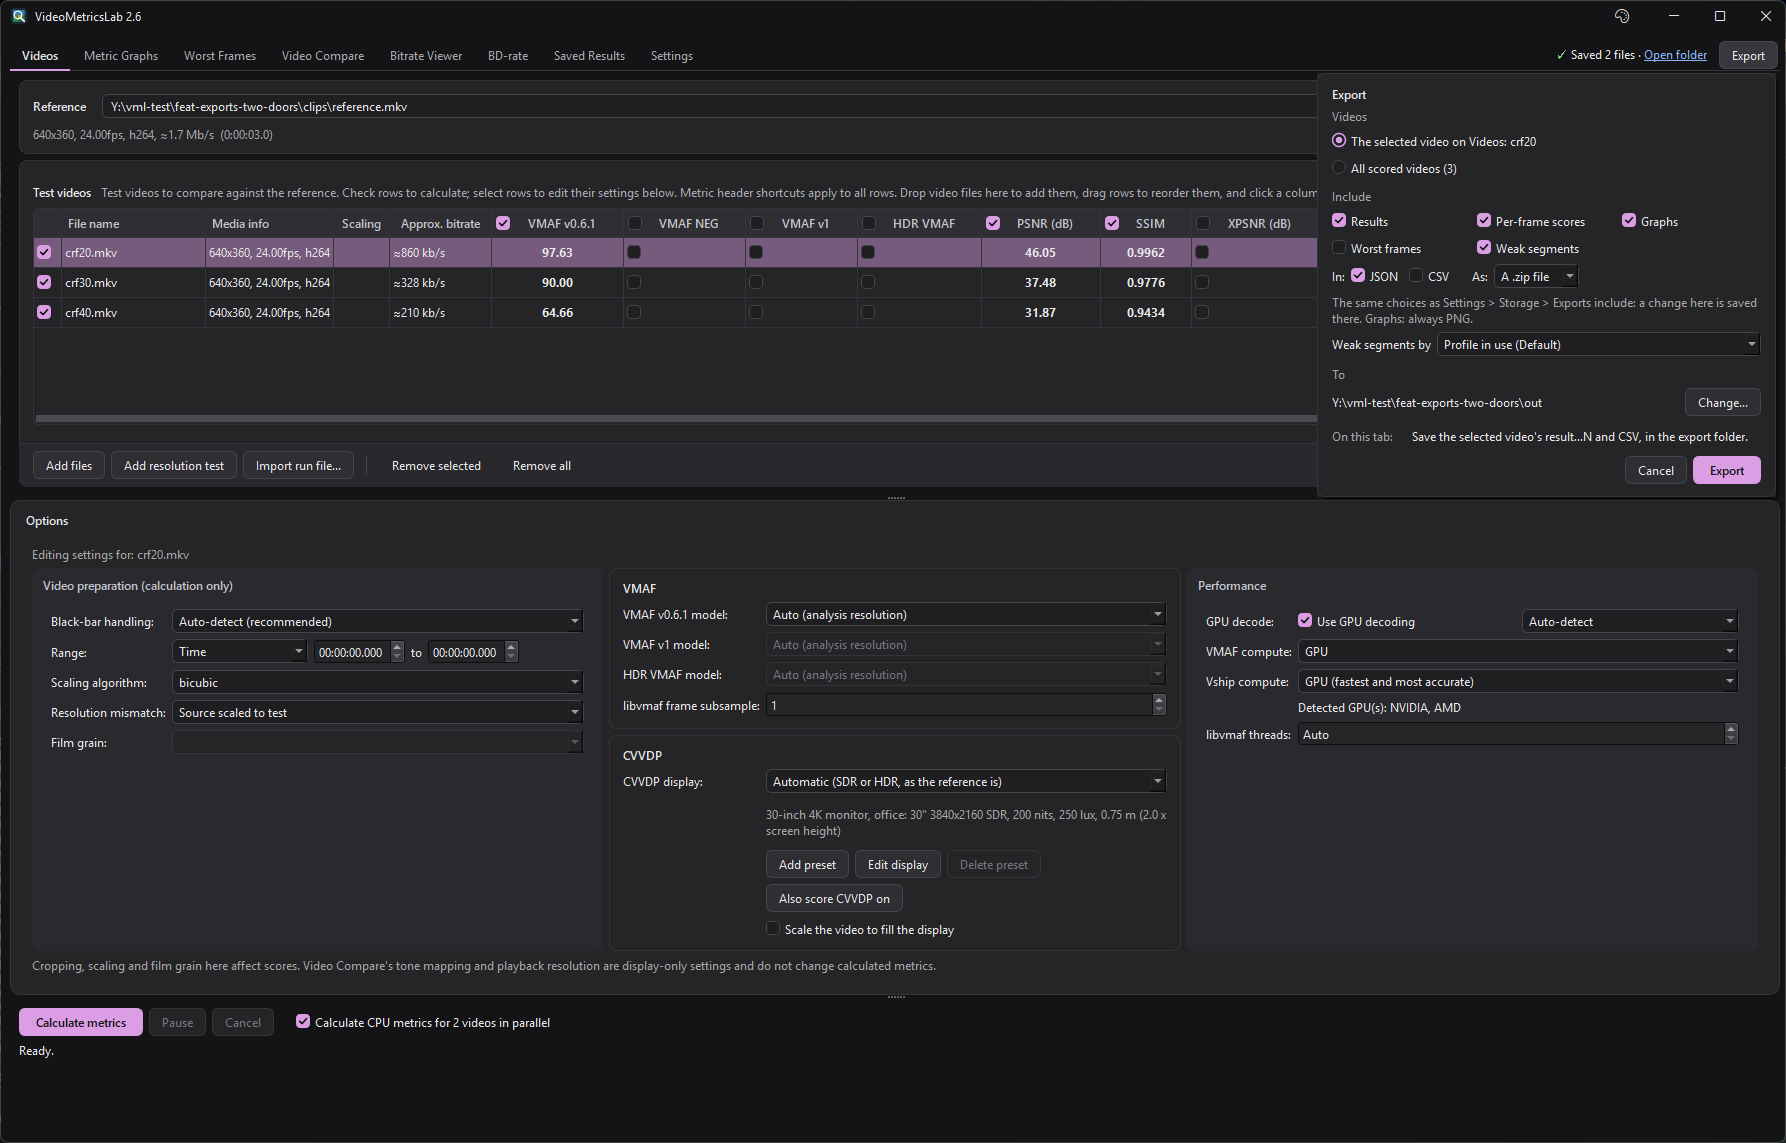 VideoMetricsLab 2.6
Videos Metric Graphs Worst Frames Video Compare Bitrate Viewer BD-rate Saved Results Settings ✓ Saved 2 files · Open folder Export
Reference Y:\vml-test\feat-exports-two-doors\clips\reference.mkv
640x360, 24.00fps, h264, ≈1.7 Mb/s (0:00:03.0)
Test videos Test videos to compare against the reference. Check rows to calculate; select rows to edit their settings below. Metric header shortcuts apply to all rows. Drop video files here to add them, drag rows to reorder them, and click a colum
File name Media info Scaling Approx. bitrate VMAF v0.6.1 VMAF NEG VMAF v1 HDR VMAF PSNR (dB) SSIM XPSNR (dB)
crf20.mkv 640x360, 24.00fps, h264 ≈860 kb/s 97.63 46.05 0.9962
crf30.mkv 640x360, 24.00fps, h264 ≈328 kb/s 90.00 37.48 0.9776
crf40.mkv 640x360, 24.00fps, h264 ≈210 kb/s 64.66 31.87 0.9434
Add files Add resolution test Import run file... Remove selected Remove all
Export
Videos
The selected video on Videos: crf20
All scored videos (3)
Include
Results Per-frame scores Graphs
Worst frames Weak segments
In: JSON CSV As: A .zip file
The same choices as Settings > Storage > Exports include: a change here is saved
there. Graphs: always PNG.
Weak segments by Profile in use (Default)
To
Y:\vml-test\feat-exports-two-doors\out Change...
On this tab: Save the selected video's result...N and CSV, in the export folder.
Cancel Export
Options
Editing settings for: crf20.mkv
Video preparation (calculation only)
Black-bar handling: Auto-detect (recommended)
Range: Time 00:00:00.000 to 00:00:00.000
Scaling algorithm: bicubic
Resolution mismatch: Source scaled to test
Film grain:
VMAF
VMAF v0.6.1 model: Auto (analysis resolution)
VMAF v1 model: Auto (analysis resolution)
HDR VMAF model: Auto (analysis resolution)
libvmaf frame subsample: 1
CVVDP
CVVDP display: Automatic (SDR or HDR, as the reference is)
30-inch 4K monitor, office: 30" 3840x2160 SDR, 200 nits, 250 lux, 0.75 m (2.0 x
screen height)
Add preset Edit display Delete preset
Also score CVVDP on
Scale the video to fill the display
Performance
GPU decode: Use GPU decoding Auto-detect
VMAF compute: GPU
Vship compute: GPU (fastest and most accurate)
Detected GPU(s): NVIDIA, AMD
libvmaf threads: Auto
Cropping, scaling and film grain here affect scores. Video Compare's tone mapping and playback resolution are display-only settings and do not change calculated metrics.
Calculate metrics Pause Cancel Calculate CPU metrics for 2 videos in parallel
Ready.